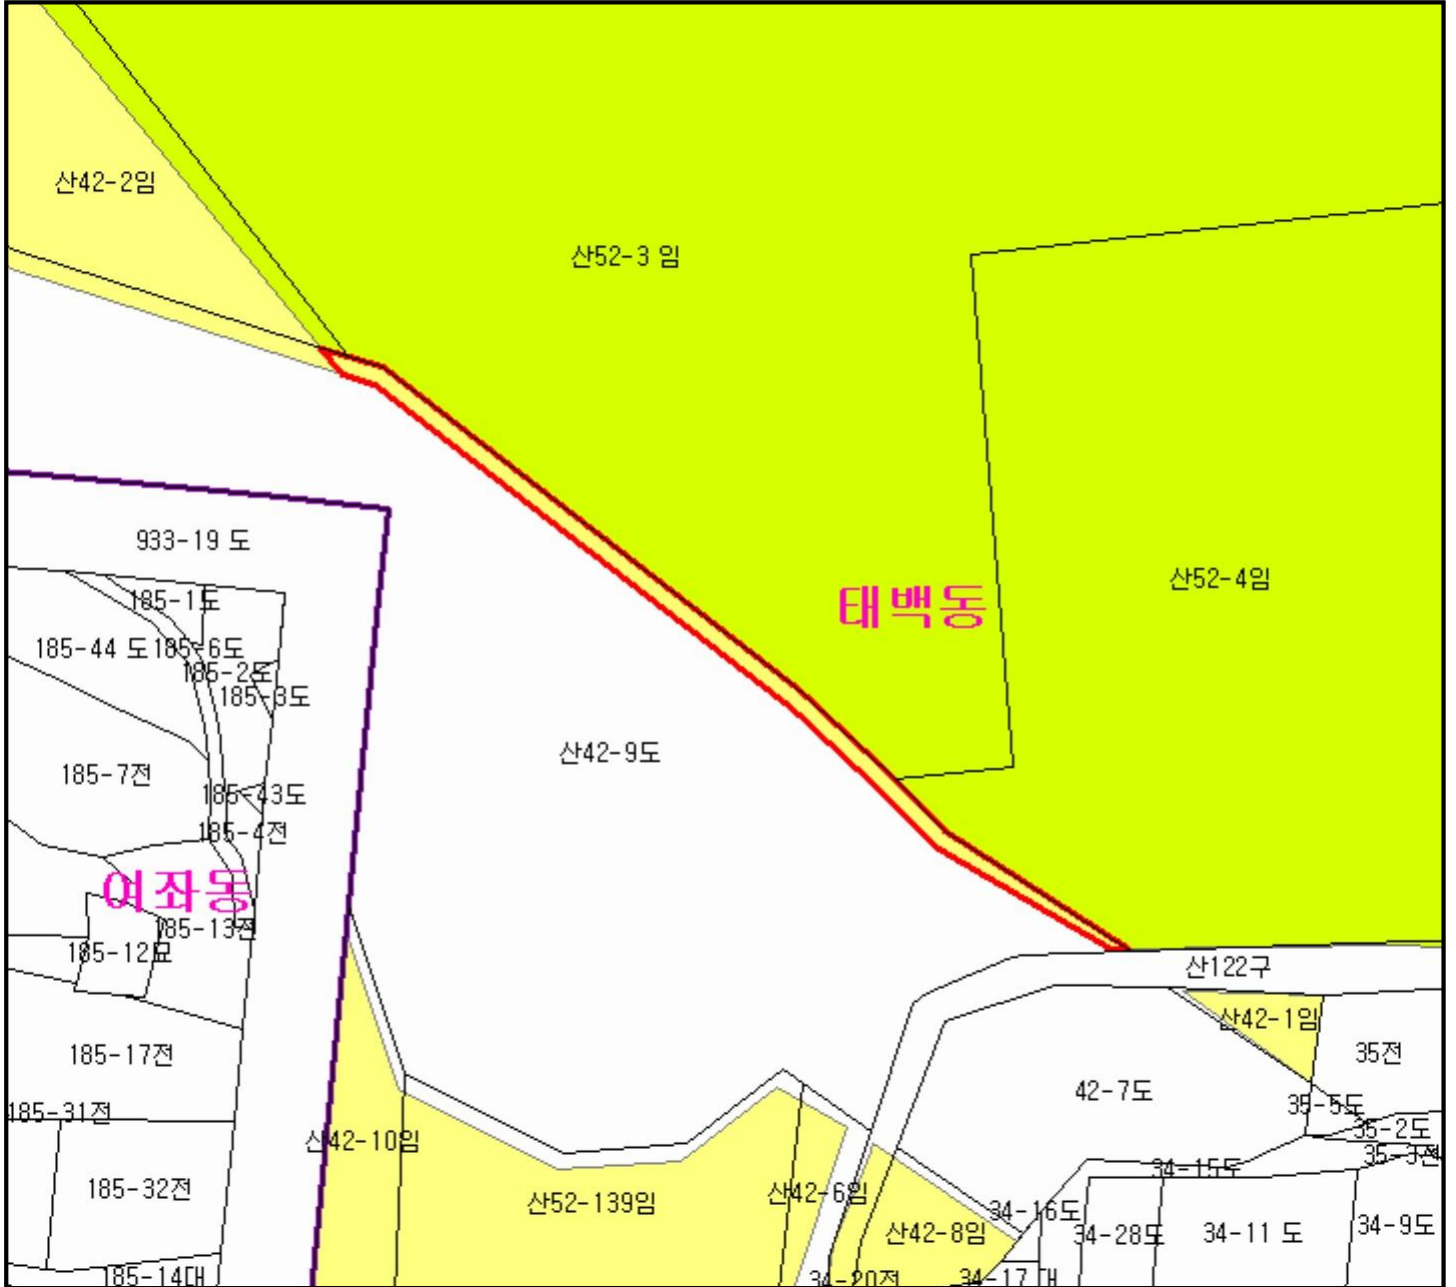 산42-2임
산52-3 임
933-19 도
산52-4임
185-1도
태백동
185-44 도
185-6도
185-2도
185-3도
산42-9도
185-7전
185-43도
185-4전
여좌동
185-13전
185-12묘
산122구
산42-1임
185-17전
35전
42-7도
185-31전
35-5도
35-2도
산42-10임
35-3전
34-15도
185-32전
산42-6임
산52-139임
34-16도
34-9도
산42-8임
34-28도
34-11 도
185-14대
34-20전
34-17 대